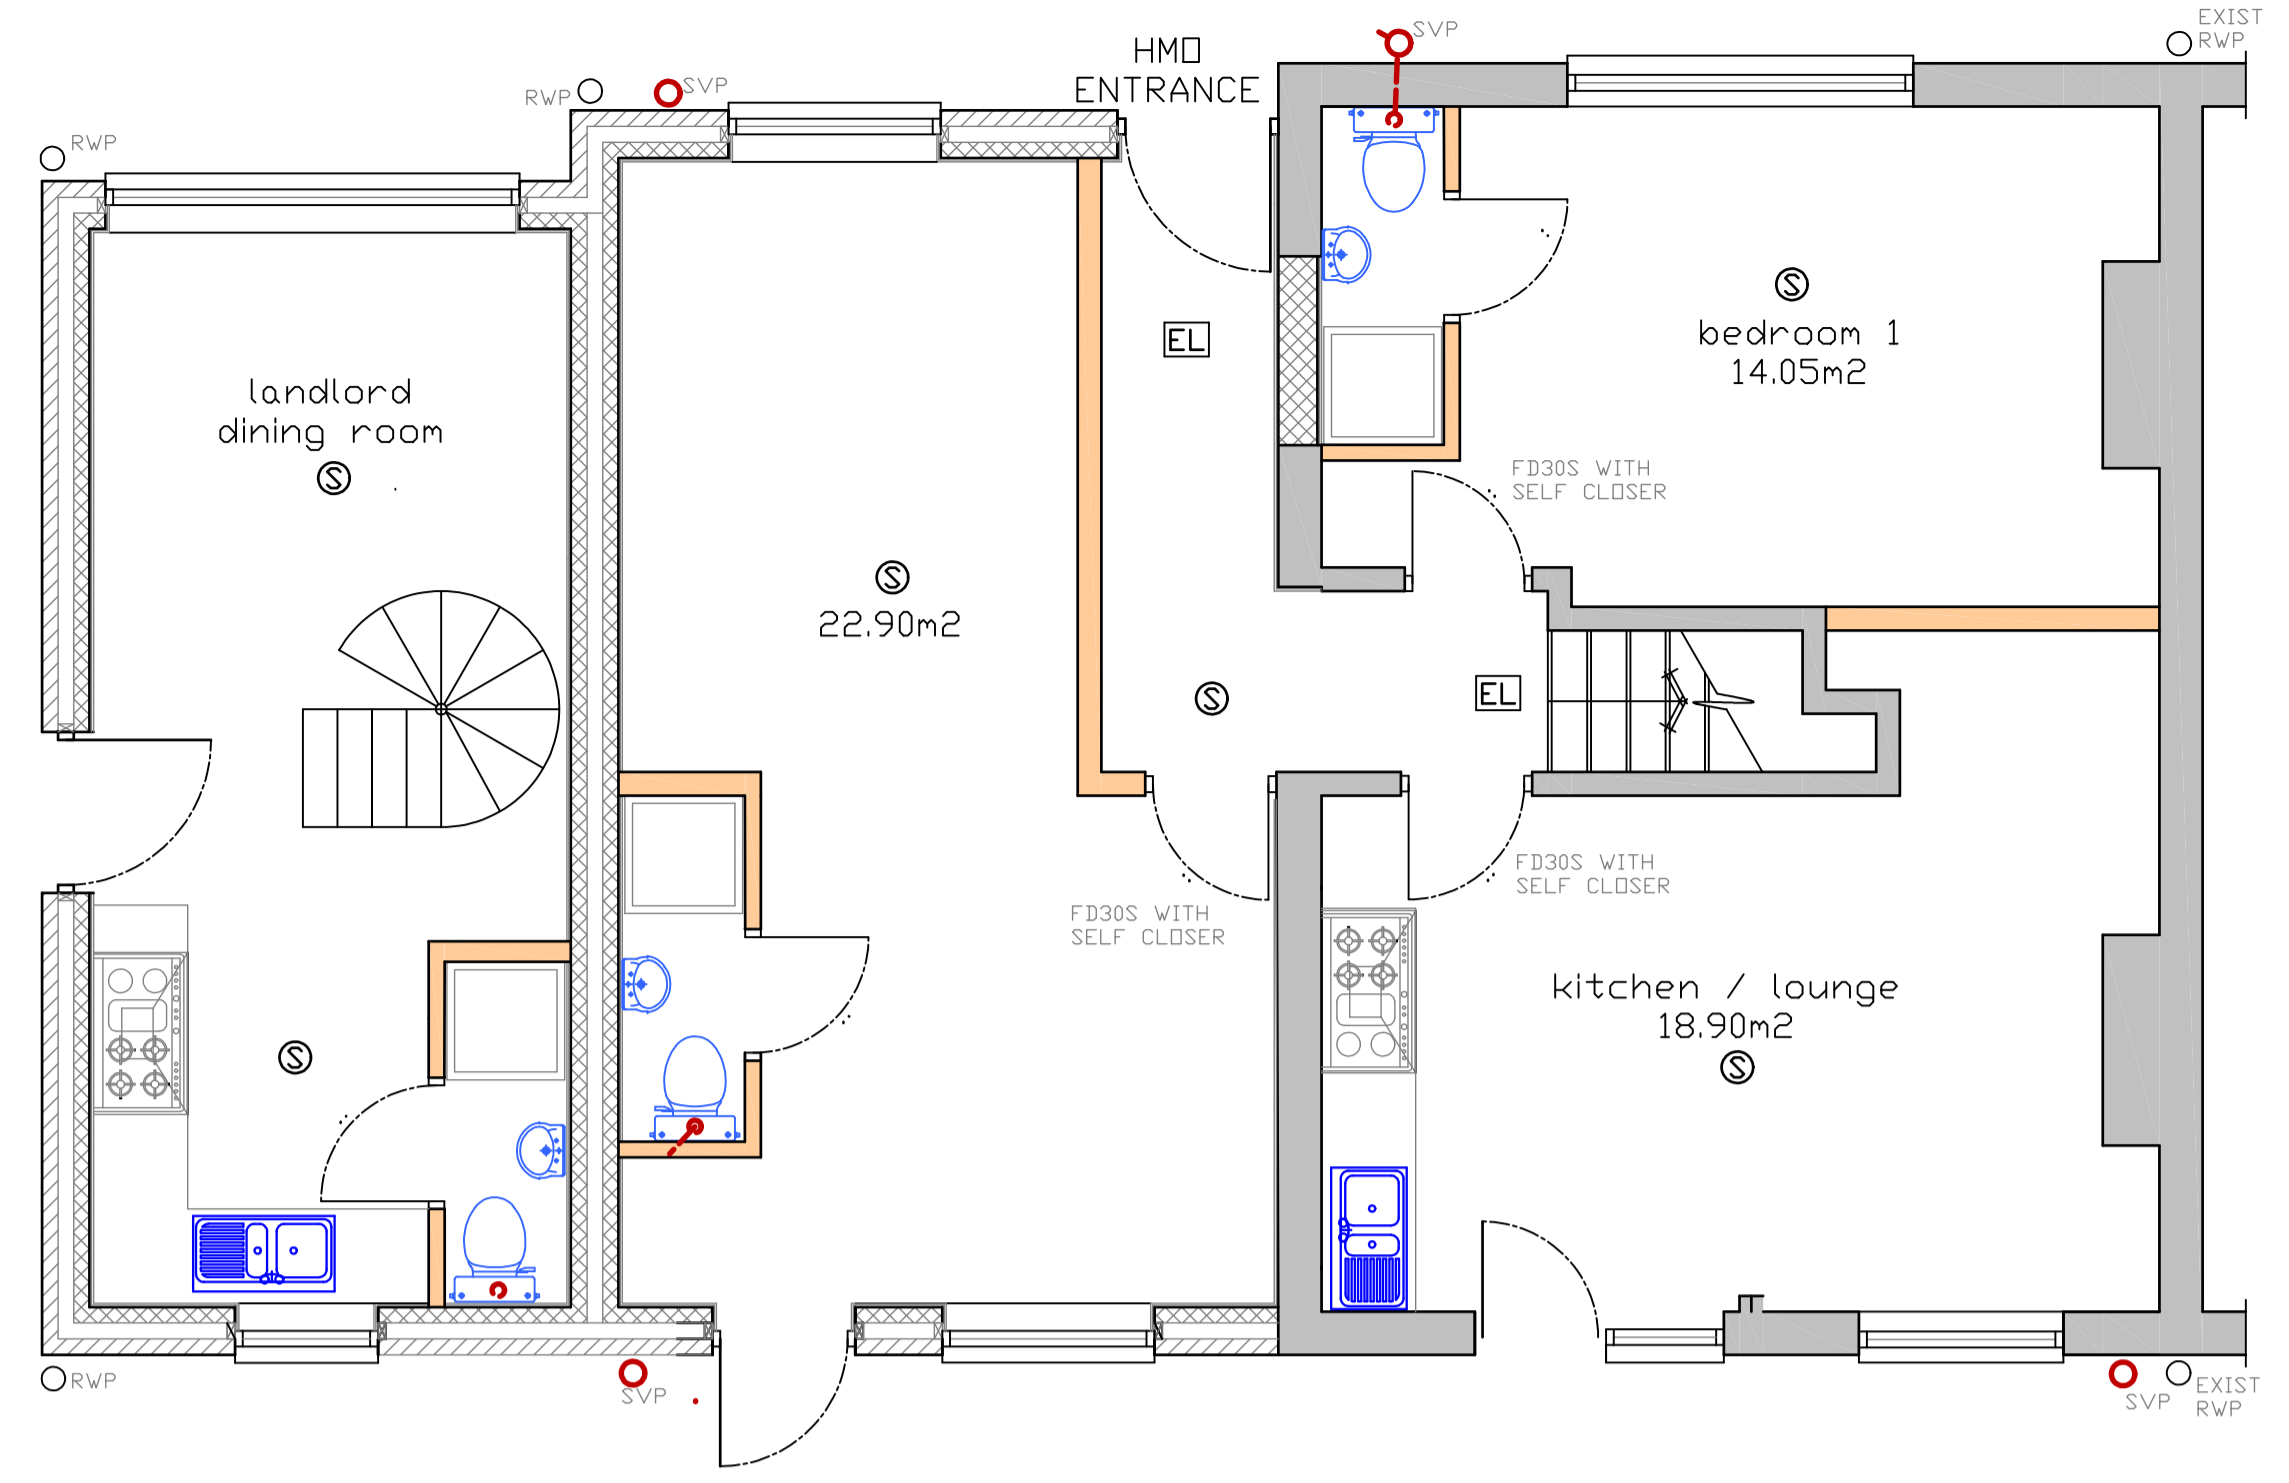 EXIST
RWP
SVP
HMO
ENTRANCE
SVP
RWP
RWP
EL
S
bedroom 1
14.05m2
landlord
dining room
S
FD30S WITH
SELF CLOSER
S
22.90m2
S
EL
FD30S WITH
SELF CLOSER
FD30S WITH
SELF CLOSER
kitchen / lounge
18.90m2
S
S
RWP
SVP
SVP
EXIST
RWP